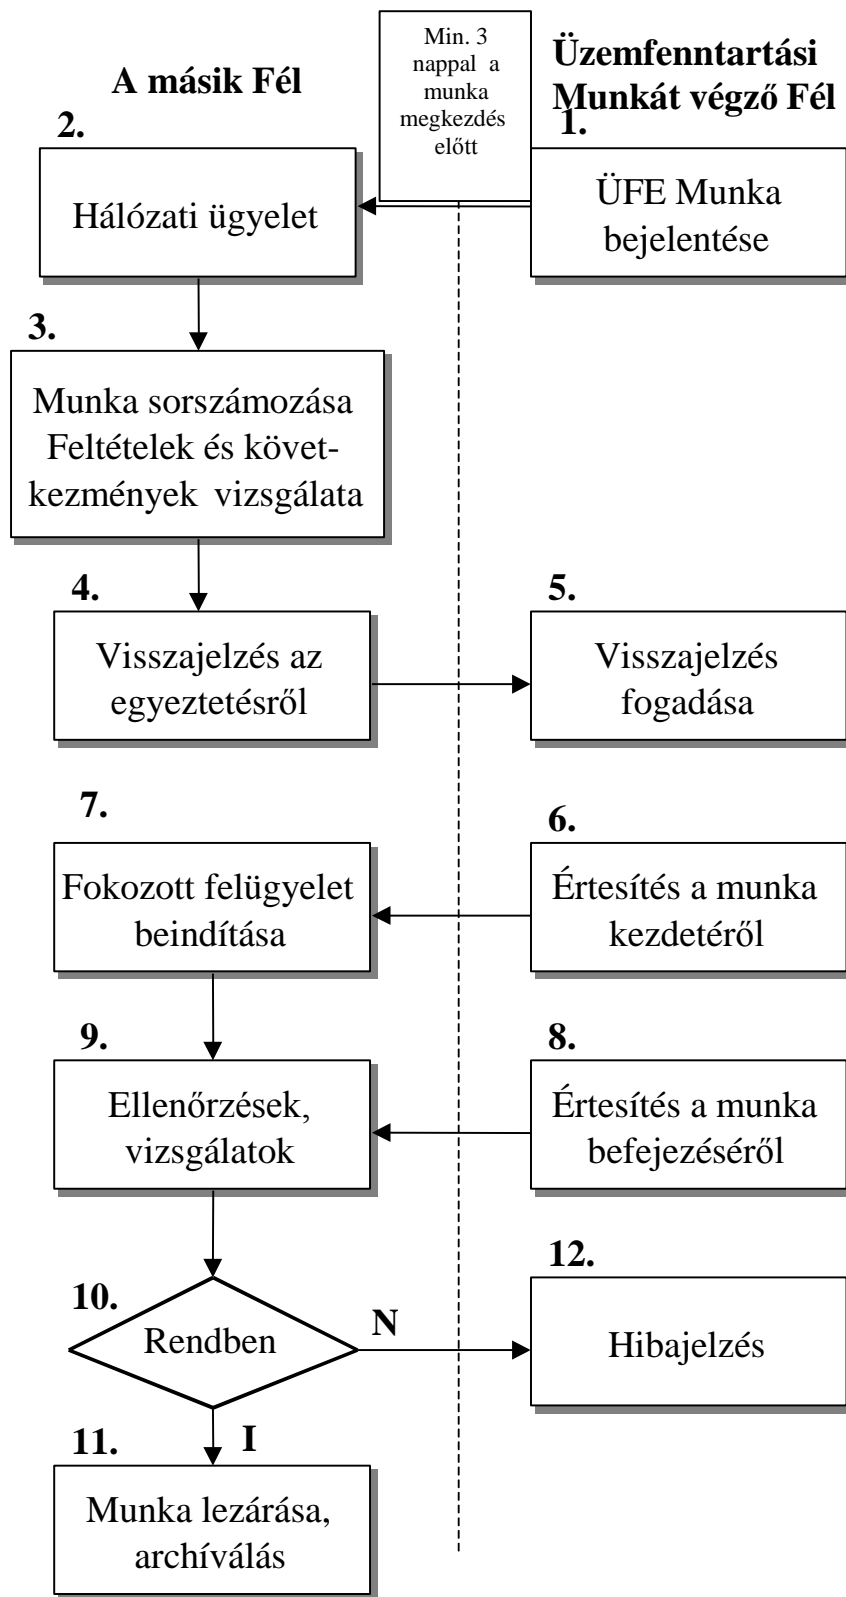 Min. 3
nappal a
munka
megkezdés
előtt
A másik Fél
Üzemfenntartási
Munkát végző Fél
2.
1.
Hálózati ügyelet
ÜFE Munka
bejelentése
3.
Munka sorszámozása
Feltételek és követ-
kezmények vizsgálata
4.
5.
Visszajelzés az
egyeztetésről
Visszajelzés
fogadása
7.
6.
Fokozott felügyelet
beindítása
Értesítés a munka
kezdetéről
9.
8.
Ellenőrzések,
vizsgálatok
Értesítés a munka
befejezéséről
10.
12.
Rendben
N
Hibajelzés
11.
I
Munka lezárása,
archíválás